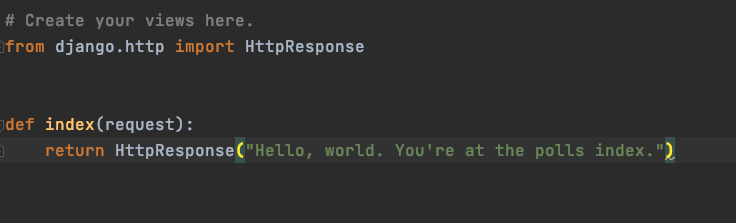 # Create your views here.
from django.http import HttpResponse
def index(request):
    return HttpResponse("Hello, world. You're at the polls index.")